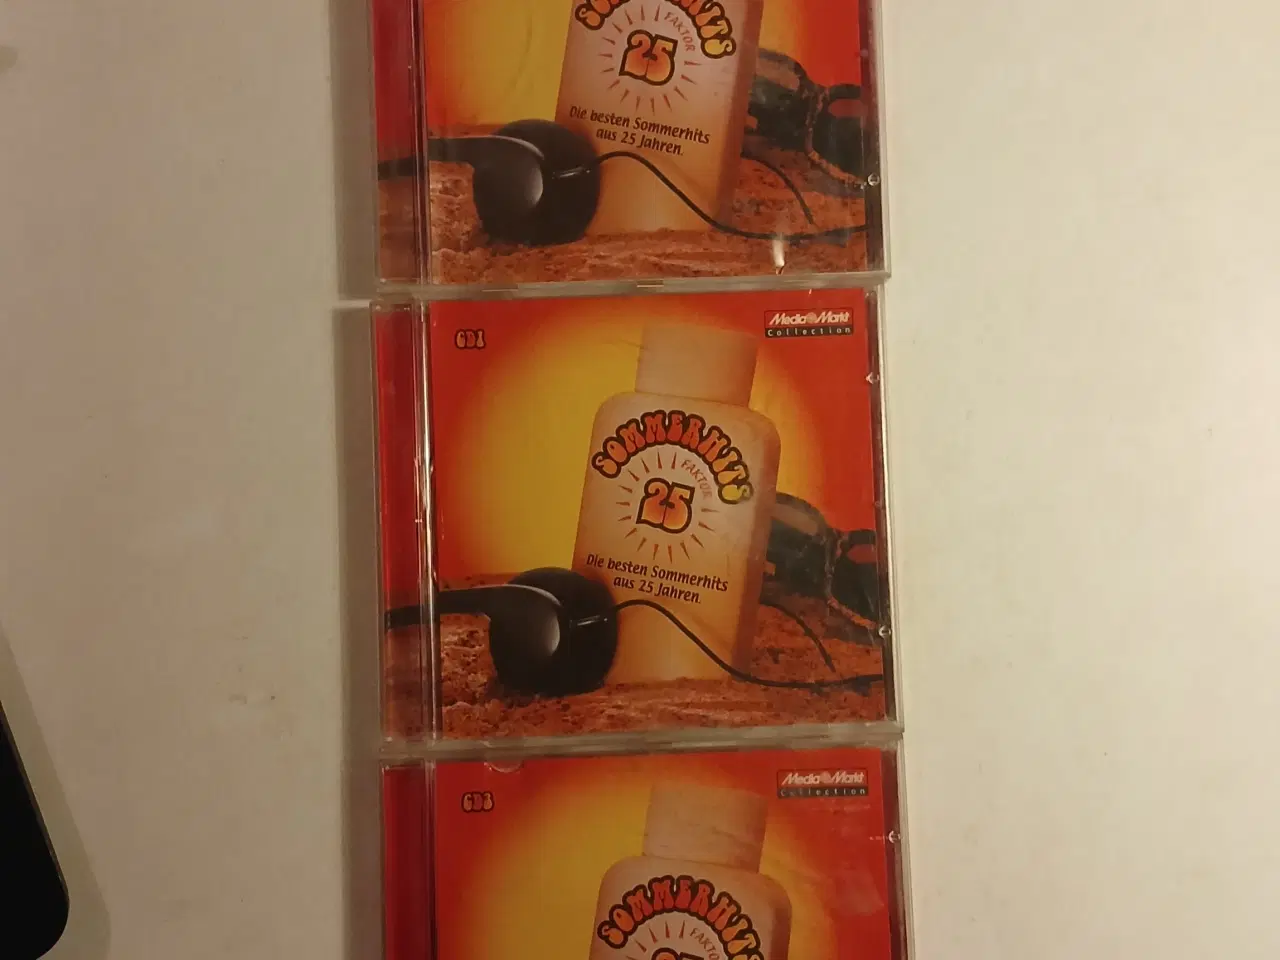 SOMMERHITS
FAKTOR
25
Die besten Sommerhits
aus 25 Jahren.
CD1
Media Markt
Collection
SOMMERHITS
FAKTOR
25
Die besten Sommerhits
aus 25 Jahren.
CD3
Media Markt
Collection
SOMMERHITS